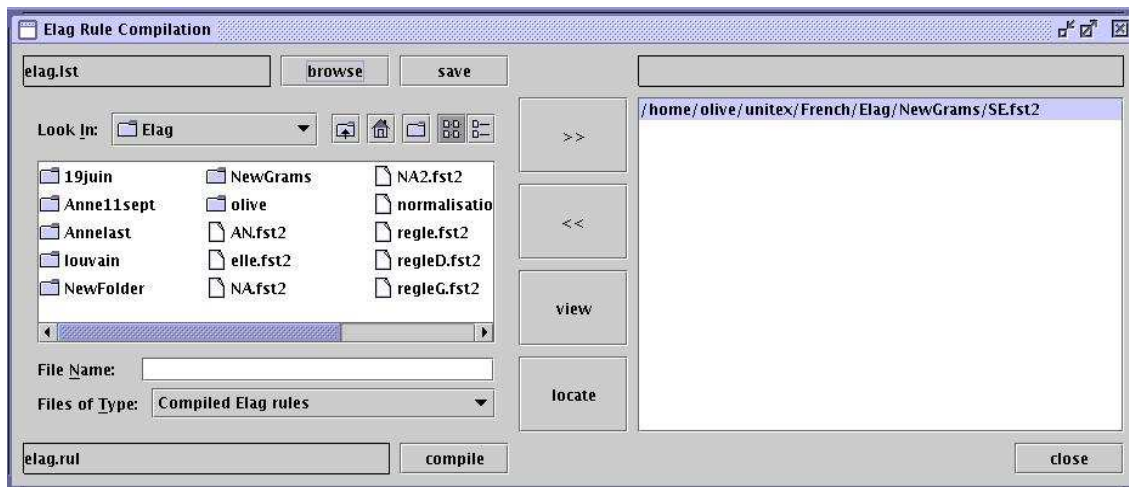 Elag Rule Compilation
elag.lst
browse
save
Look In:
Elag
19juin
Anne11sept
Annelast
louvain
NewFolder
NewGrams
olive
AN.fst2
elle.fst2
NA.fst2
NA2.fst2
normalisatio
regle.fst2
regleD.fst2
regleG.fst2
File Name:
Files of Type:
Compiled Elag rules
elag.rul
compile
>>
<<
view
locate
/home/olive/unitex/French/Elag/NewGrams/SE.fst2
close